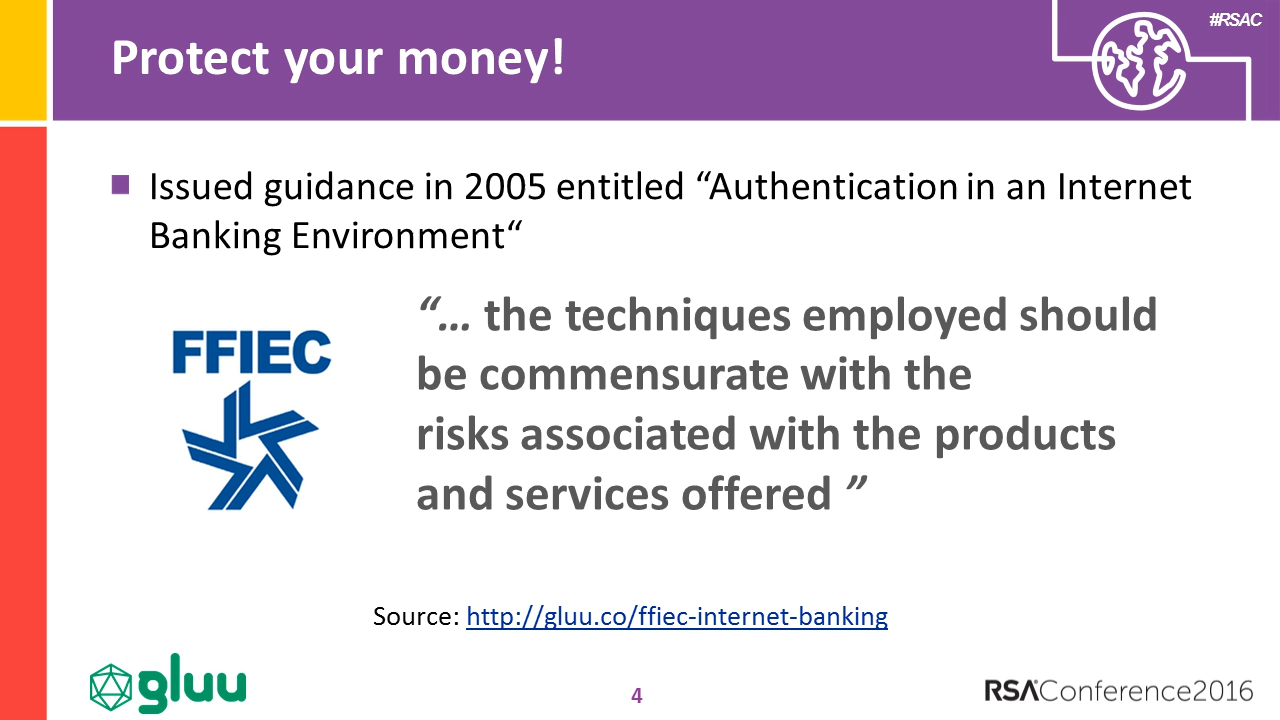 #RSAC
Protect your money!
Issued guidance in 2005 entitled “Authentication in an Internet
Banking Environment“
FFIEC
“… the techniques employed should
be commensurate with the
risks associated with the products
and services offered ”
Source: http://gluu.co/ffiec-internet-banking
gluu
4
RSA Conference2016